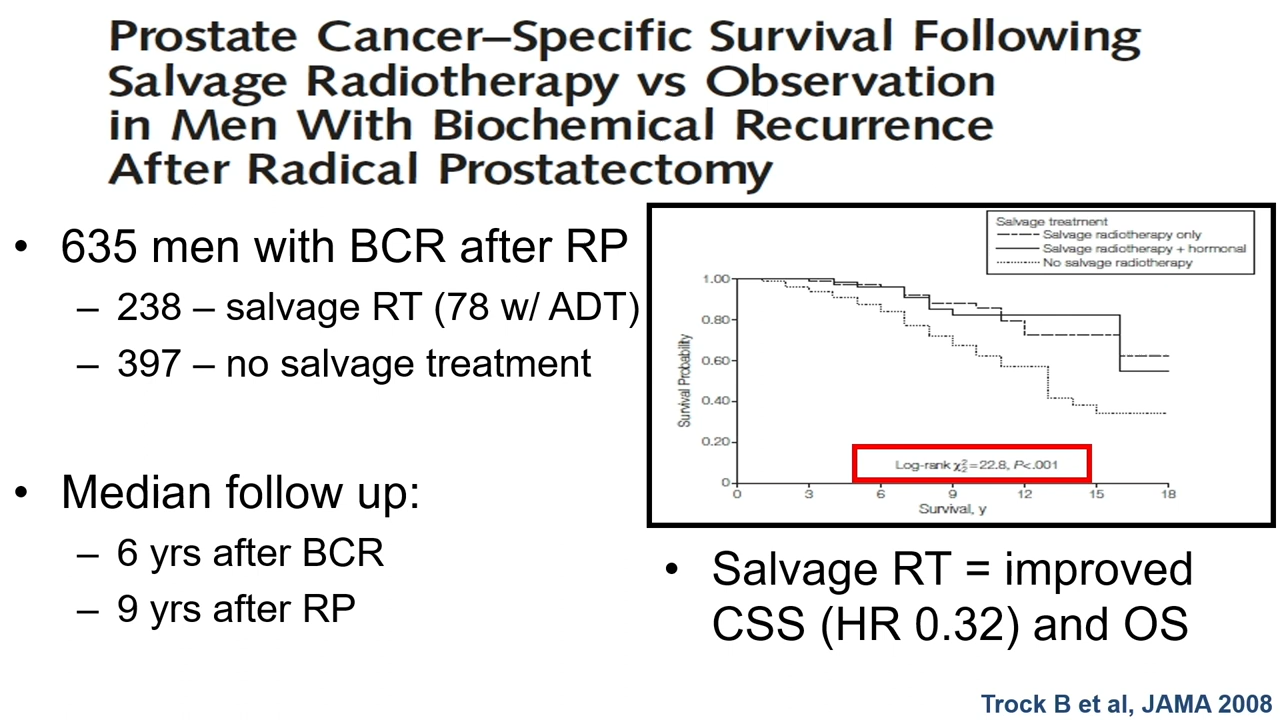 Prostate Cancer–Specific Survival Following
Salvage Radiotherapy vs Observation
in Men With Biochemical Recurrence
After Radical Prostatectomy
• 635 men with BCR after RP
– 238 – salvage RT (78 w/ ADT)
– 397 – no salvage treatment
• Median follow up:
– 6 yrs after BCR
– 9 yrs after RP
Salvage treatment
Salvage radiotherapy only
Salvage radiotherapy + hormonal
No salvage radiotherapy
1.00
0.80
0.60
0.40
0.20
0
Survival Probability
Log-rank χ²₂=22.8, P<.001
0 3 6 9 12 15 18
Survival, y
• Salvage RT = improved
CSS (HR 0.32) and OS
Trock B et al, JAMA 2008